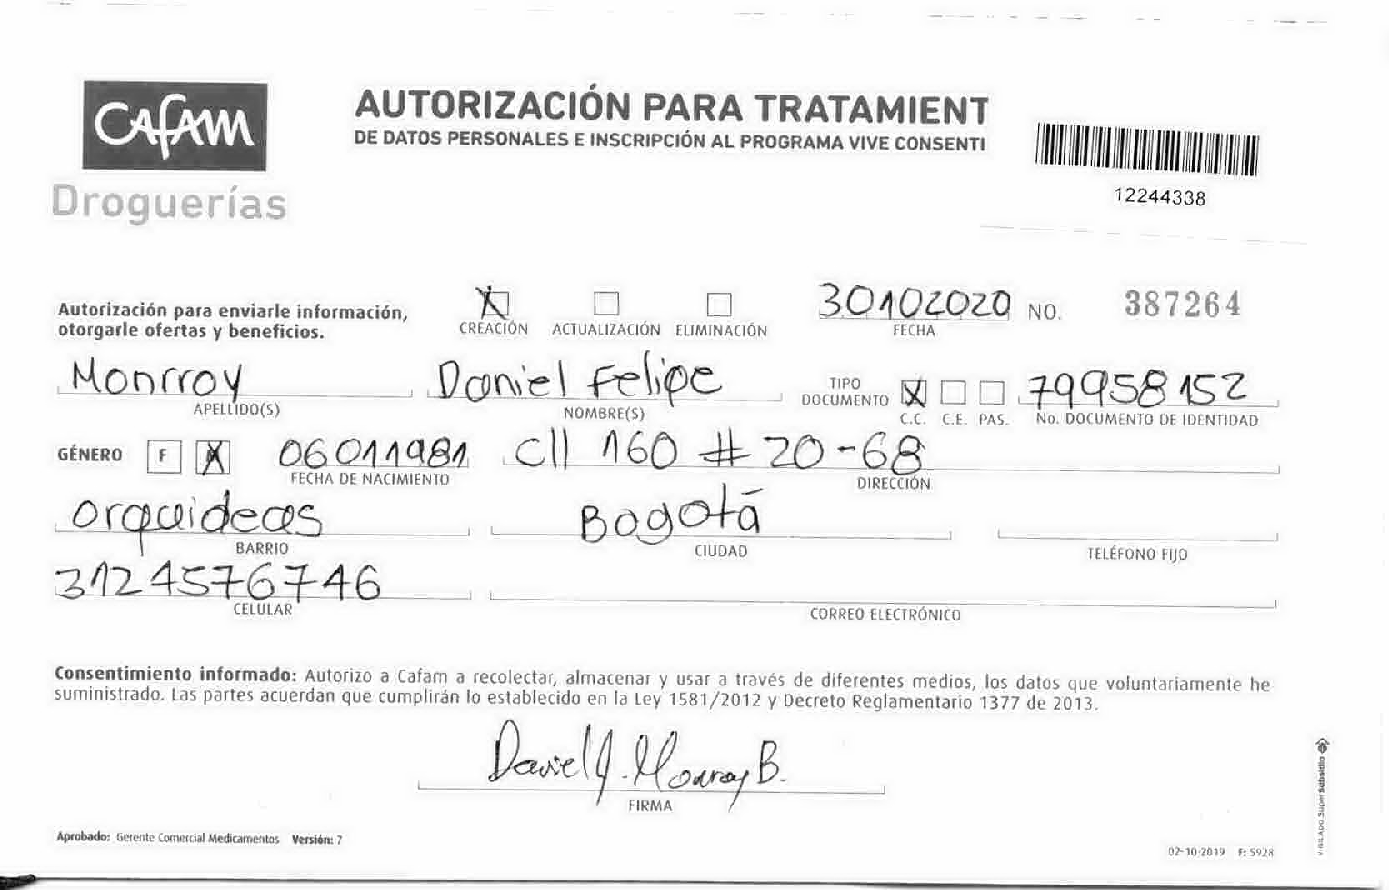 CAFAM
Droguerías
AUTORIZACIÓN PARA TRATAMIENT
DE DATOS PERSONALES E INSCRIPCIÓN AL PROGRAMA VIVE CONSENTI
12244338
Autorización para enviarle información,
otorgarle ofertas y beneficios.
X
CREACIÓN ACTUALIZACIÓN ELIMINACIÓN
30102020 NO. 387264
FECHA
Monrroy Daniel Felipe TIPO DOCUMENTO X 79958152
APELLIDO(S) NOMBRE(S) C.C. C.E. PAS. No. DOCUMENTO DE IDENTIDAD
GÉNERO F X 06011981 Cll 160 # 20-68
FECHA DE NACIMIENTO DIRECCIÓN
Orquideas Bogotá
BARRIO CIUDAD TELÉFONO FIJO
3124576746
CELULAR CORREO ELECTRÓNICO
Consentimiento informado: Autorizo a Cafam a recolectar, almacenar y usar a través de diferentes medios, los datos que voluntariamente he
suministrado. Las partes acuerdan que cumplirán lo establecido en la Ley 1581/2012 y Decreto Reglamentario 1377 de 2013.
Daniel f. Monrroy B.
FIRMA
Aprobado: Gerente Comercial Medicamentos Versión: 7
02-10-2019 F: 5928
VIGILADO SuperSubsidio